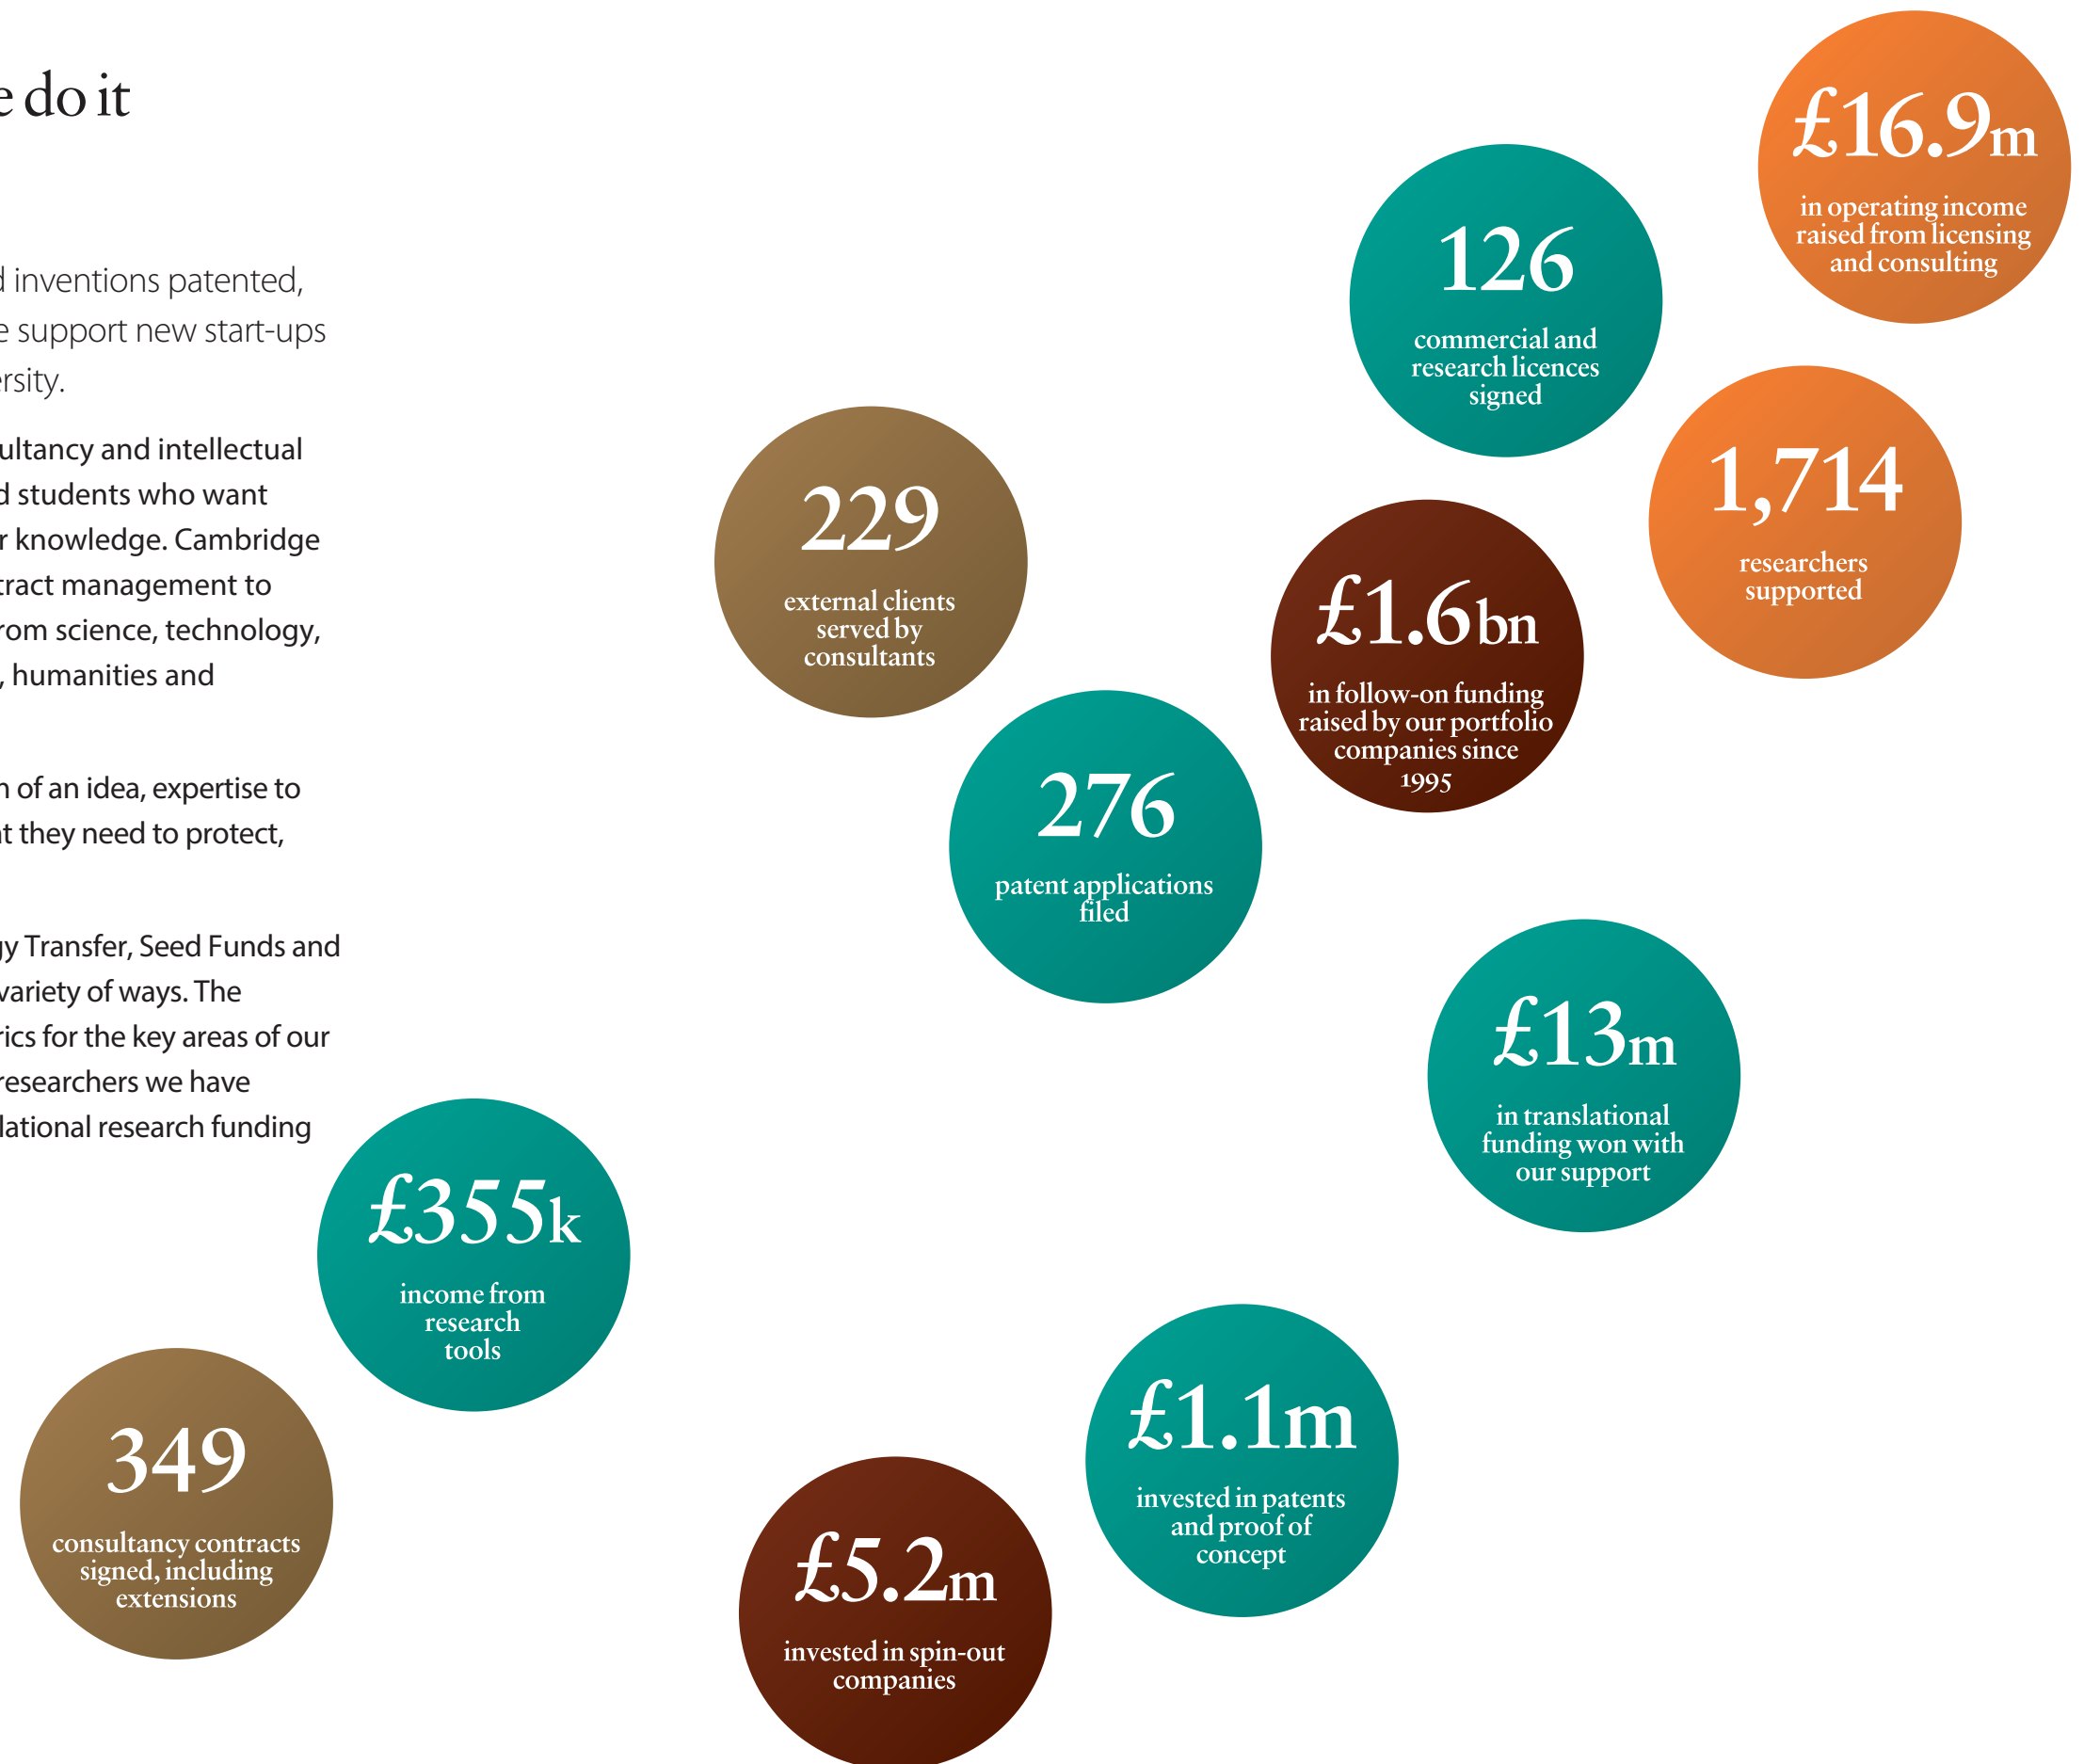 do it
inventions patented,
support new start-ups
ultancy and intellectual
students who want
knowledge. Cambridge
tract management to
rom science, technology,
, humanities and
of an idea, expertise to
they need to protect,
gy Transfer, Seed Funds and
variety of ways. The
rics for the key areas of our
researchers we have
lational research funding
£16.9m
in operating income
raised from licensing
and consulting
126
commercial and
research licences
signed
1,714
researchers
supported
229
external clients
served by
consultants
£1.6bn
in follow-on funding
raised by our portfolio
companies since
1995
276
patent applications
filed
£13m
in translational
funding won with
our support
£355k
income from
research
tools
£1.1m
invested in patents
and proof of
concept
349
consultancy contracts
signed, including
extensions
£5.2m
invested in spin-out
companies